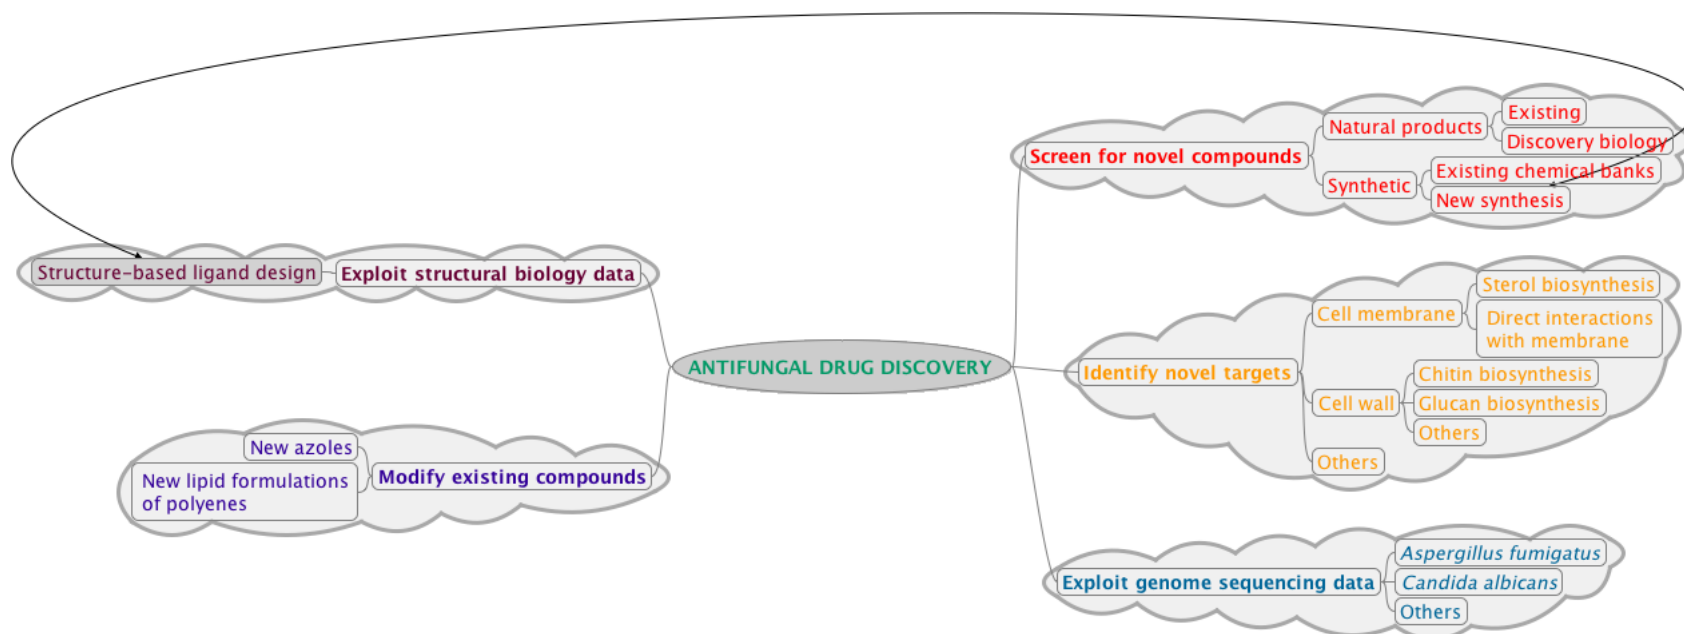 ANTIFUNGAL DRUG DISCOVERY
Screen for novel compounds
Natural products
Existing
Discovery biology
Synthetic
Existing chemical banks
New synthesis
Identify novel targets
Cell membrane
Sterol biosynthesis
Direct interactions
with membrane
Cell wall
Chitin biosynthesis
Glucan biosynthesis
Others
Others
Exploit genome sequencing data
Aspergillus fumigatus
Candida albicans
Others
Exploit structural biology data
Structure-based ligand design
Modify existing compounds
New azoles
New lipid formulations
of polyenes